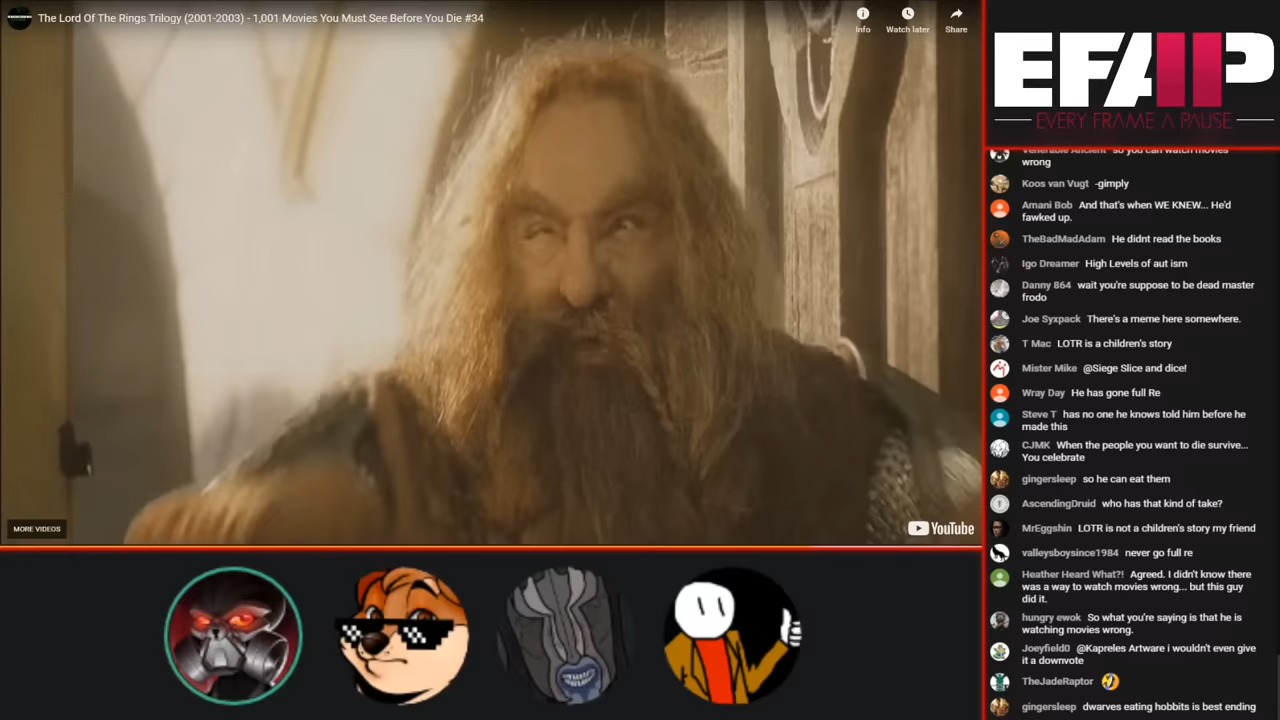 The Lord Of The Rings Trilogy (2001-2003) - 1,001 Movies You Must See Before You Die #34
Info
Watch later
Share
MORE VIDEOS
YouTube
EFAP
EVERY FRAME A PAUSE
Venerable Ancient so you can watch movies
wrong
Koos van Vugt -gimply
Amani Bob And that's when WE KNEW... He'd
fawked up.
TheBadMadAdam He didnt read the books
Igo Dreamer High Levels of aut ism
Danny 864 wait you're suppose to be dead master
frodo
Joe Syxpack There's a meme here somewhere.
T Mac LOTR is a children's story
Mister Mike @Siege Slice and dice!
Wray Day He has gone full Re
Steve T has no one he knows told him before he
made this
CJMK When the people you want to die survive...
You celebrate
gingersleep so he can eat them
AscendingDruid who has that kind of take?
MrEggshin LOTR is not a children's story my friend
valleysboysince1984 never go full re
Heather Heard What?! Agreed. I didn't know there
was a way to watch movies wrong... but this guy
did it.
hungry ewok So what you're saying is that he is
watching movies wrong.
Joeyfield0 @Kapreles Artware i wouldn't even give
it a downvote
TheJadeRaptor 🤣
gingersleep dwarves eating hobbits is best ending